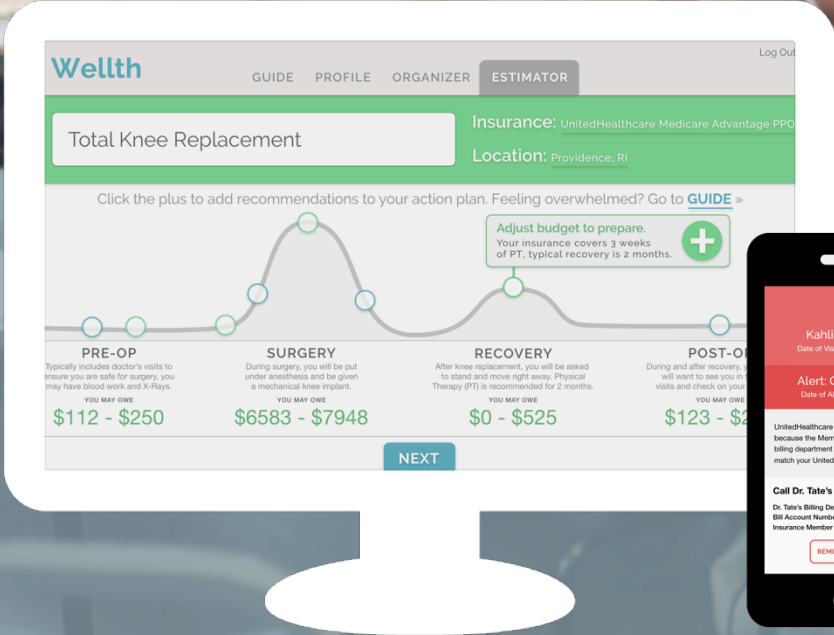 Wellth
Log Out
GUIDE PROFILE ORGANIZER ESTIMATOR
Total Knee Replacement
Insurance: UnitedHealthcare Medicare Advantage PPO
Location: Providence, RI
Click the plus to add recommendations to your action plan. Feeling overwhelmed? Go to GUIDE »
Adjust budget to prepare.
Your insurance covers 3 weeks
of PT, typical recovery is 2 months.
PRE-OP
Typically includes doctor's visits to
ensure you are safe for surgery, you
may have blood work and X-Rays.
YOU MAY OWE
$112 - $250
SURGERY
During surgery, you will be put
under anesthesia and be given
a mechanical knee implant.
YOU MAY OWE
$6583 - $7948
RECOVERY
After knee replacement, you will be asked
to stand and move right away. Physical
Therapy (PT) is recommended for 2 months.
YOU MAY OWE
$0 - $525
POST-O
During and after recovery,
will want to see you in
visits and check on your
YOU MAY OWE
$123 -
NEXT
Kahli
Date of Vis
Alert:
Date of Al
UnitedHealthcare
because the Mem
billing department
match your United
Call Dr. Tate's
Dr. Tate's Billing De
Bill Account Numbe
Insurance Member
REM